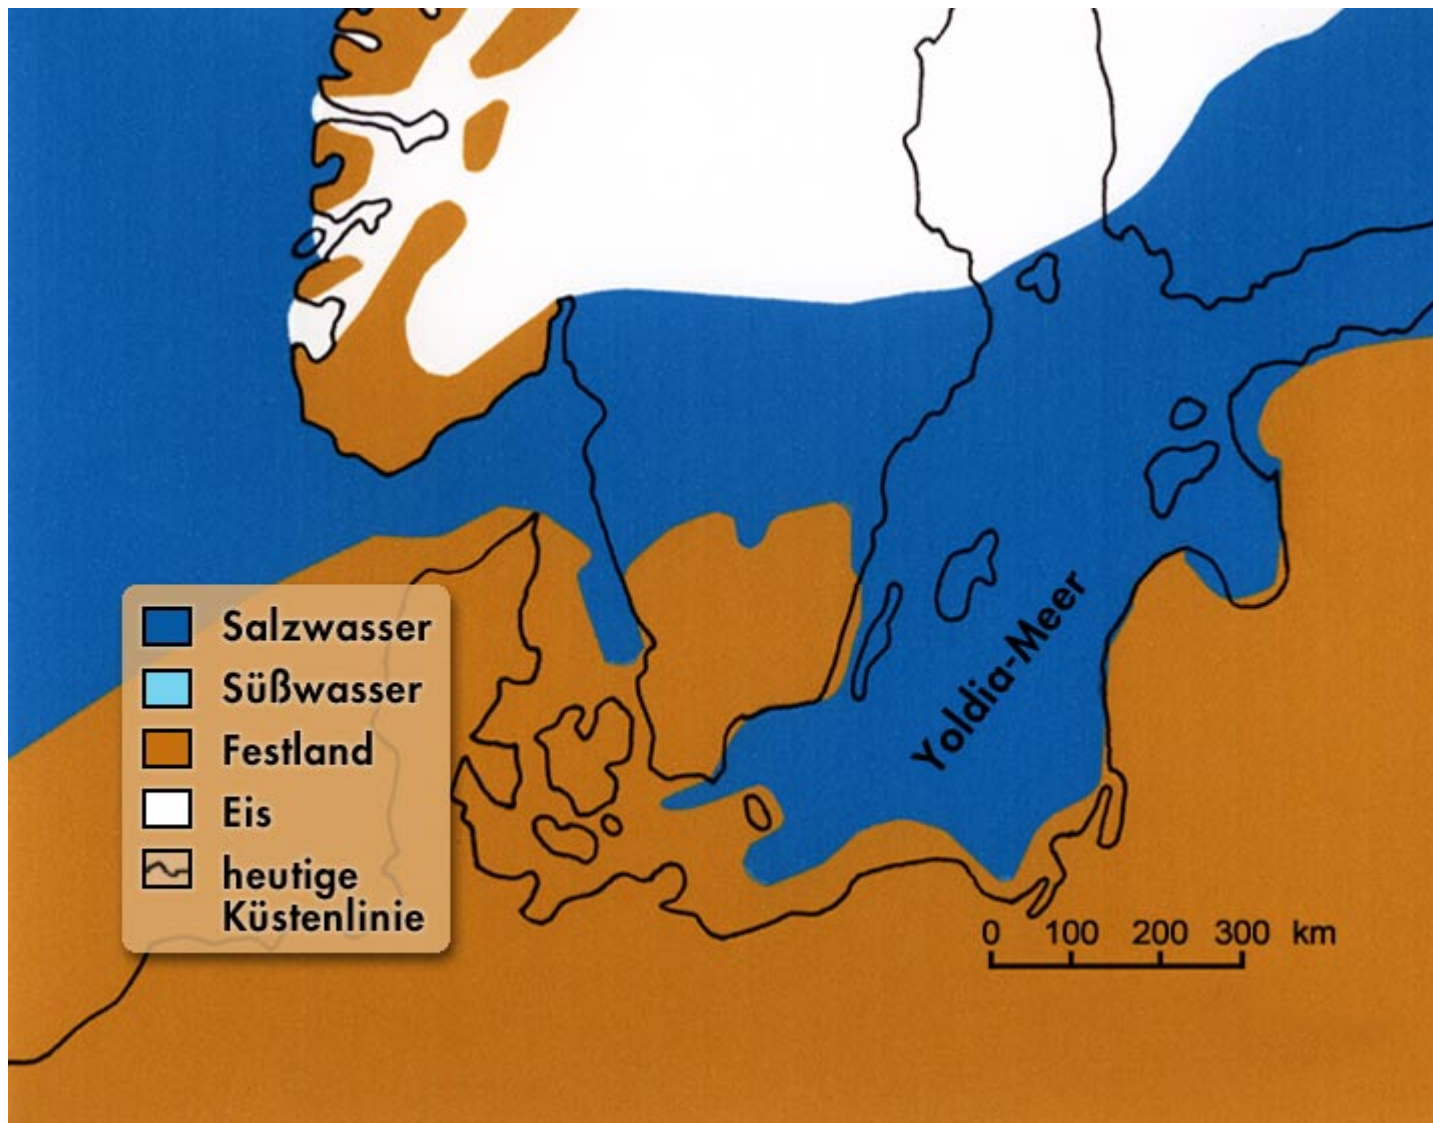 Salzwasser
Süßwasser
Festland
Eis
heutige
Küstenlinie
Yoldia-Meer
0 100 200 300 km